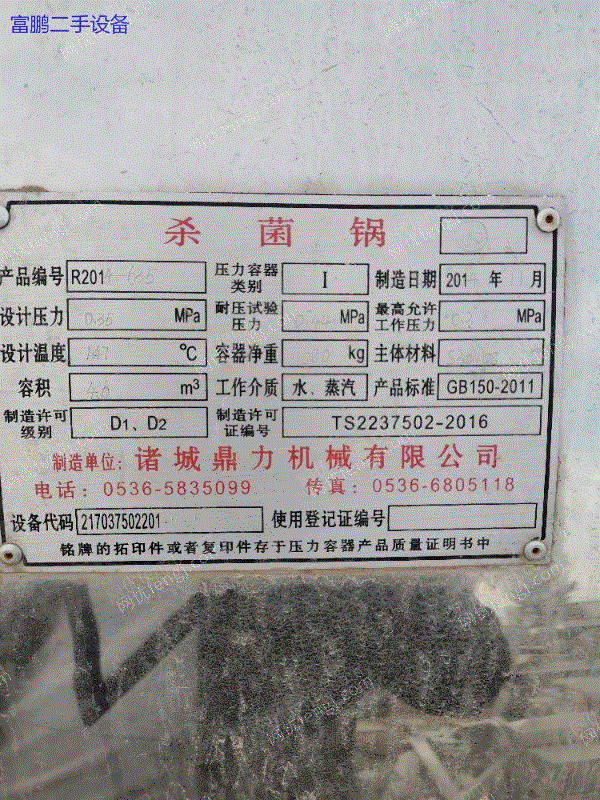 富鹏二手设备
杀菌锅
产品编号 R201 压力容器类别 I 制造日期 201 年 月
设计压力 MPa 耐压试验压力 MPa 最高允许工作压力 MPa
设计温度 ℃ 容器净重 kg 主体材料
容积 m³ 工作介质 水、蒸汽 产品标准 GB150-2011
制造许可级别 D1、D2 制造许可证编号 TS2237502-2016
制造单位：诸城鼎力机械有限公司
电话：0536-5835099 传真：0536-6805118
设备代码 217037502201 使用登记证编号
铭牌的拓印件或者复印件存于压力容器产品质量证明书中